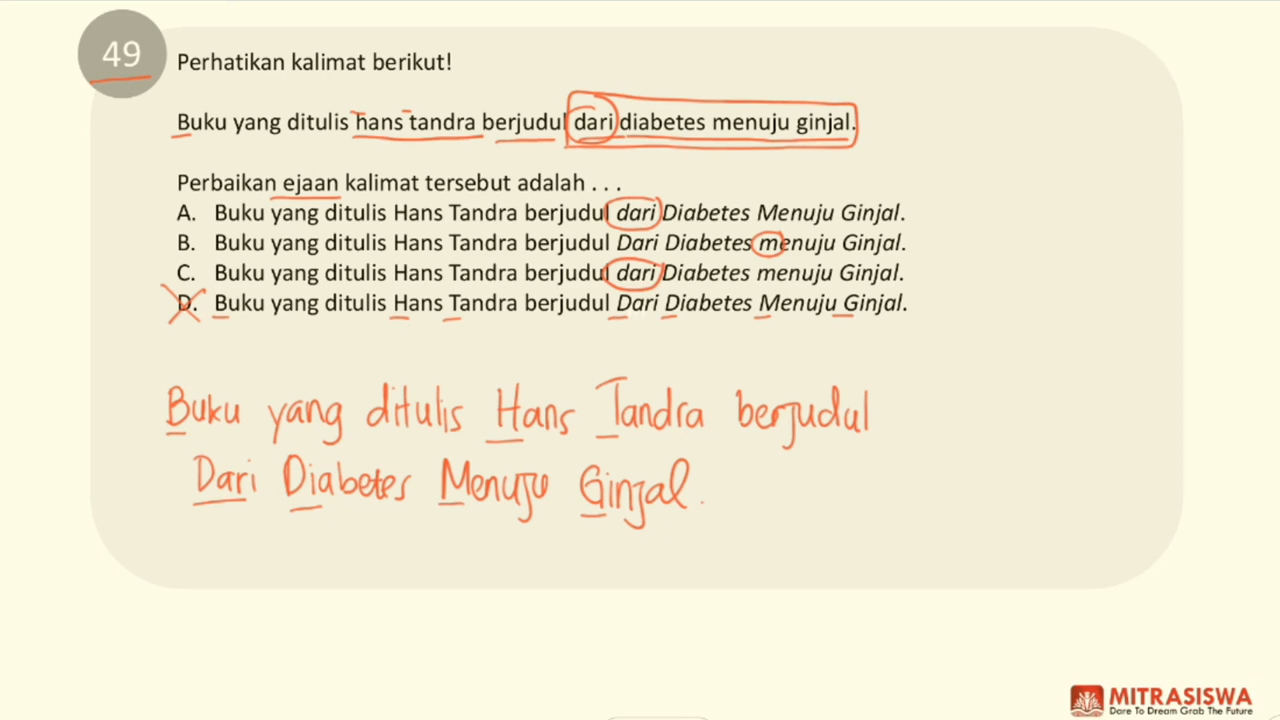 49
Perhatikan kalimat berikut!
Buku yang ditulis hans tandra berjudul dari diabetes menuju ginjal.
Perbaikan ejaan kalimat tersebut adalah . . .
A. Buku yang ditulis Hans Tandra berjudul dari Diabetes Menuju Ginjal.
B. Buku yang ditulis Hans Tandra berjudul Dari Diabetes menuju Ginjal.
C. Buku yang ditulis Hans Tandra berjudul dari Diabetes menuju Ginjal.
D. Buku yang ditulis Hans Tandra berjudul Dari Diabetes Menuju Ginjal.
Buku yang ditulis Hans Tandra berjudul
Dari Diabetes Menuju Ginjal.
MITRASISWA
Dare To Dream Grab The Future